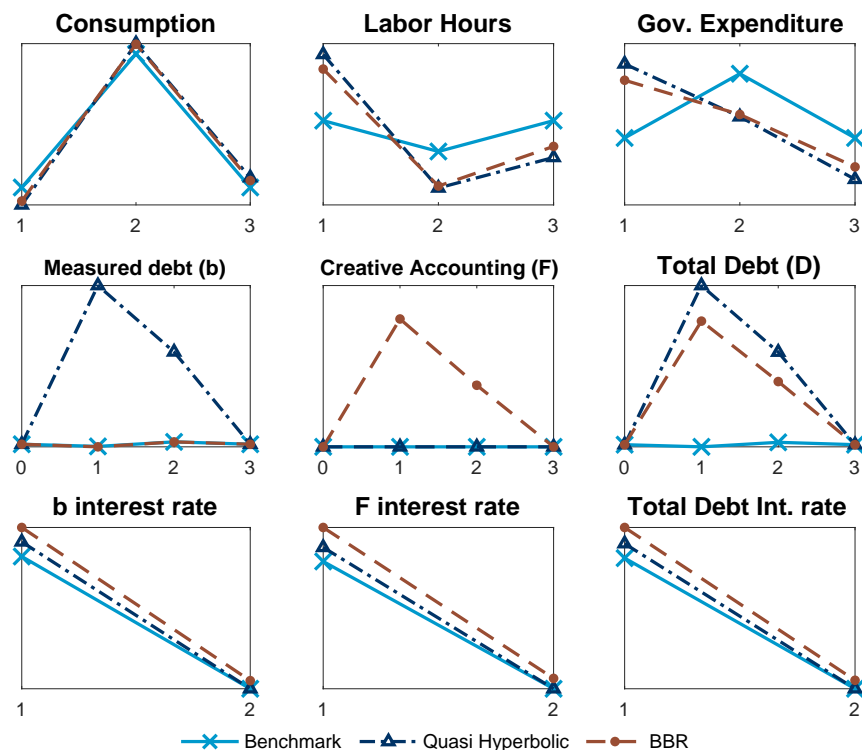 Consumption Labor Hours Gov. Expenditure
1 2 3 1 2 3 1 2 3
Measured debt (b) Creative Accounting (F) Total Debt (D)
0 1 2 3 0 1 2 3 0 1 2 3
b interest rate F interest rate Total Debt Int. rate
1 2 1 2 1 2
Benchmark Quasi Hyperbolic BBR